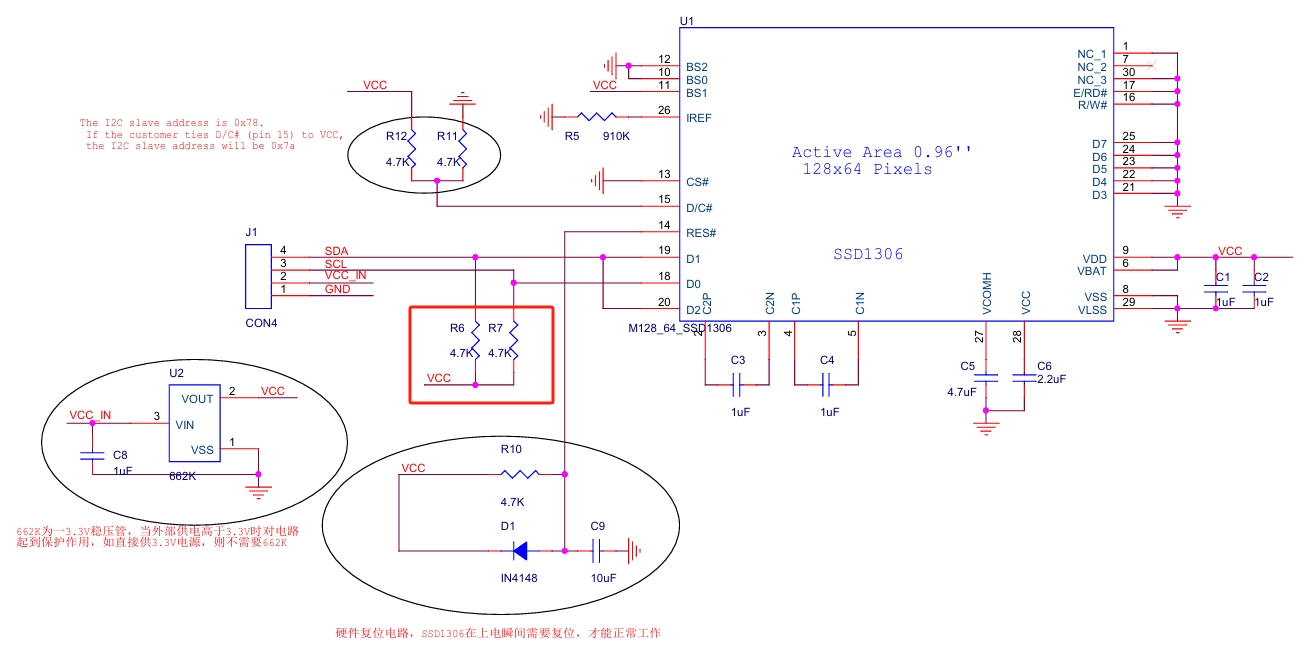 U1
12 BS2
10 BS0
VCC 11 BS1
26 IREF
R5 910K
13 CS#
15 D/C#
14 RES#
19 D1
18 D0
20 D2
NC_1 1
NC_2 7
NC_3 30
E/RD# 17
R/W# 16
D7 25
D6 24
D5 23
D4 22
D3 21
VDD 9
VBAT 6
VSS 8
VLSS 29
VCC
C1 C2
1uF 1uF
Active Area 0.96''
128x64 Pixels
SSD1306
C2P C2N C1P C1N VCOMH VCC
M128_64_SSD1306
2 3 4 5 27 28
C3
1uF
C4
1uF
C5
4.7uF
C6
2.2uF
VCC
R12 R11
4.7K 4.7K
The I2C slave address is 0x78.
If the customer ties D/C# (pin 15) to VCC,
the I2C slave address will be 0x7a
J1
4 SDA
3 SCL
2 VCC_IN
1 GND
CON4
R6 R7
4.7K 4.7K
VCC
U2
VOUT 2 VCC
VCC_IN 3 VIN
VSS 1
C8
1uF
662K
662K为一3.3V稳压管，当外部供电高于3.3V时对电路
起到保护作用，如直接供3.3V电源，则不需要662K
R10
VCC
4.7K
D1 C9
IN4148 10uF
硬件复位电路，SSD1306在上电瞬间需要复位，才能正常工作